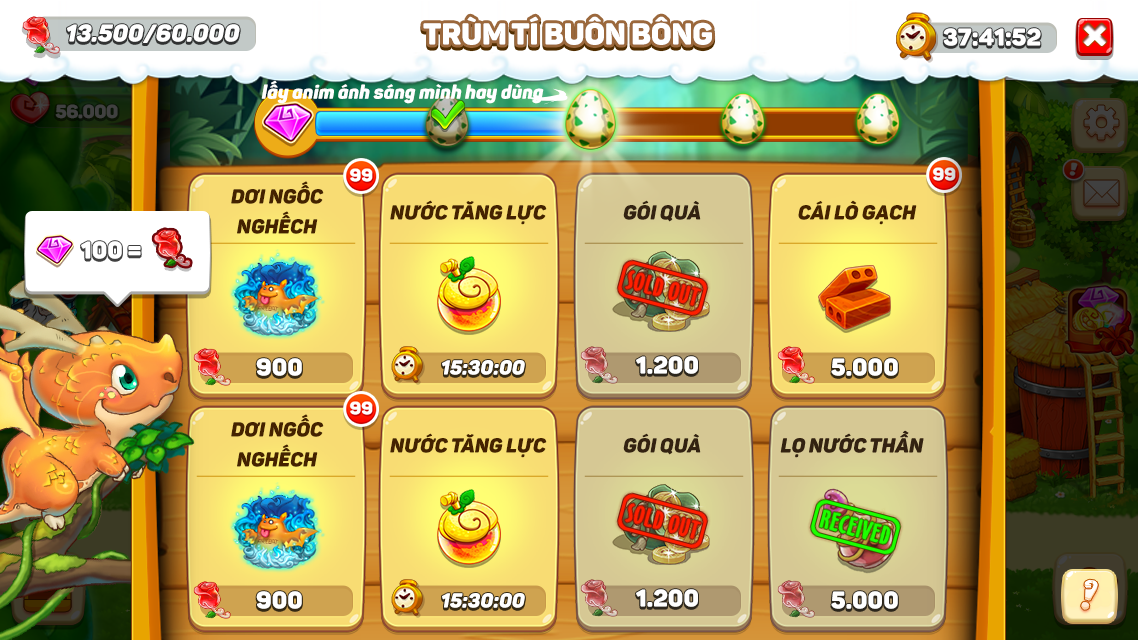 13.500/60.000
TRÙM TÍ BUÔN BÔNG
37:41:52
lấy anim ánh sáng mình hay dùng
56.000
99
99
DƠI NGỐC
NGHẾCH
NƯỚC TĂNG LỰC
GÓI QUÀ
CÁI LÒ GẠCH
100 =
SOLD OUT
900
15:30:00
1.200
5.000
99
DƠI NGỐC
NGHẾCH
NƯỚC TĂNG LỰC
GÓI QUÀ
LỌ NƯỚC THẦN
SOLD OUT
RECEIVED
900
15:30:00
1.200
5.000